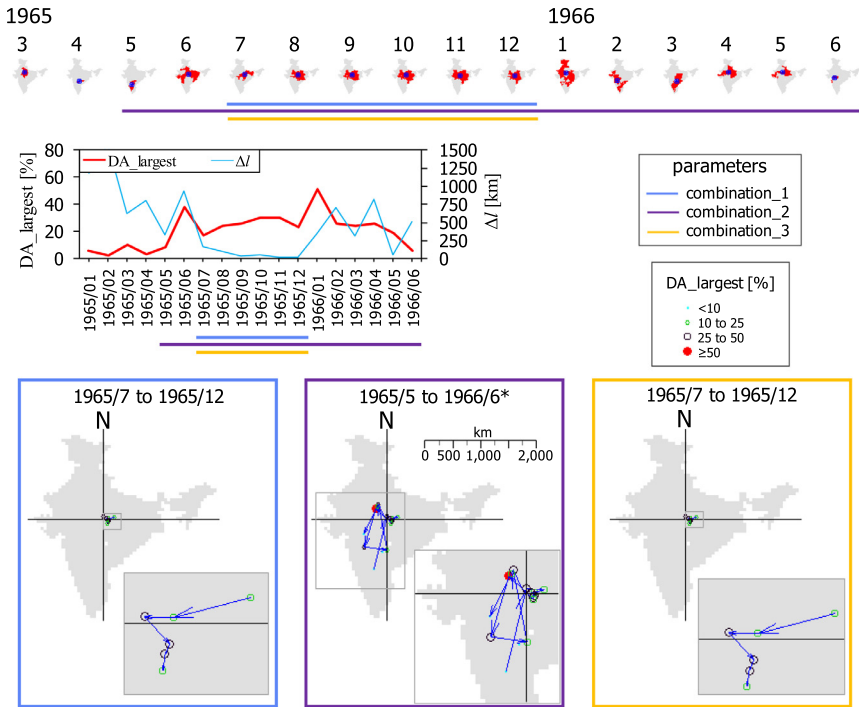 1965 1966
3 4 5 6 7 8 9 10 11 12 1 2 3 4 5 6
DA_largest Δl
DA_largest [%]
80
60
40
20
0
1500
1250
1000
750
500
250
0
Δl [km]
1965/01 1965/02 1965/03 1965/04 1965/05 1965/06 1965/07 1965/08 1965/09 1965/10 1965/11 1965/12 1966/01 1966/02 1966/03 1966/04 1966/05 1966/06
parameters
combination_1
combination_2
combination_3
DA_largest [%]
<10
10 to 25
25 to 50
≥50
1965/7 to 1965/12
N
1965/5 to 1966/6*
N
km
0 500 1,000 2,000
1965/7 to 1965/12
N